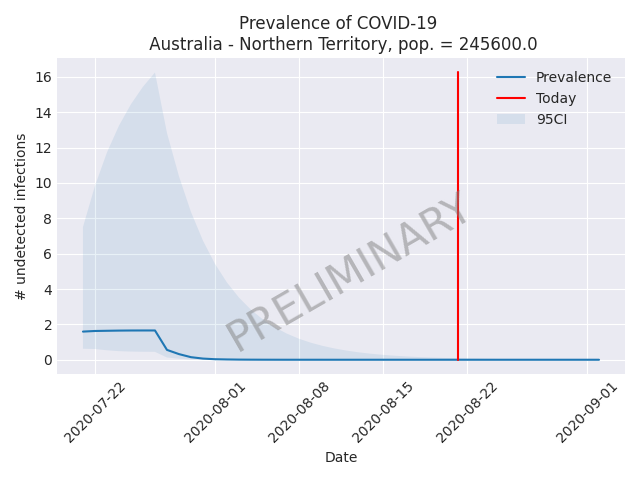 Prevalence of COVID-19
Australia - Northern Territory, pop. = 245600.0
Prevalence
Today
95CI
PRELIMINARY
# undetected infections
16
14
12
10
8
6
4
2
0
2020-07-22
2020-08-01
2020-08-08
2020-08-15
2020-08-22
2020-09-01
Date